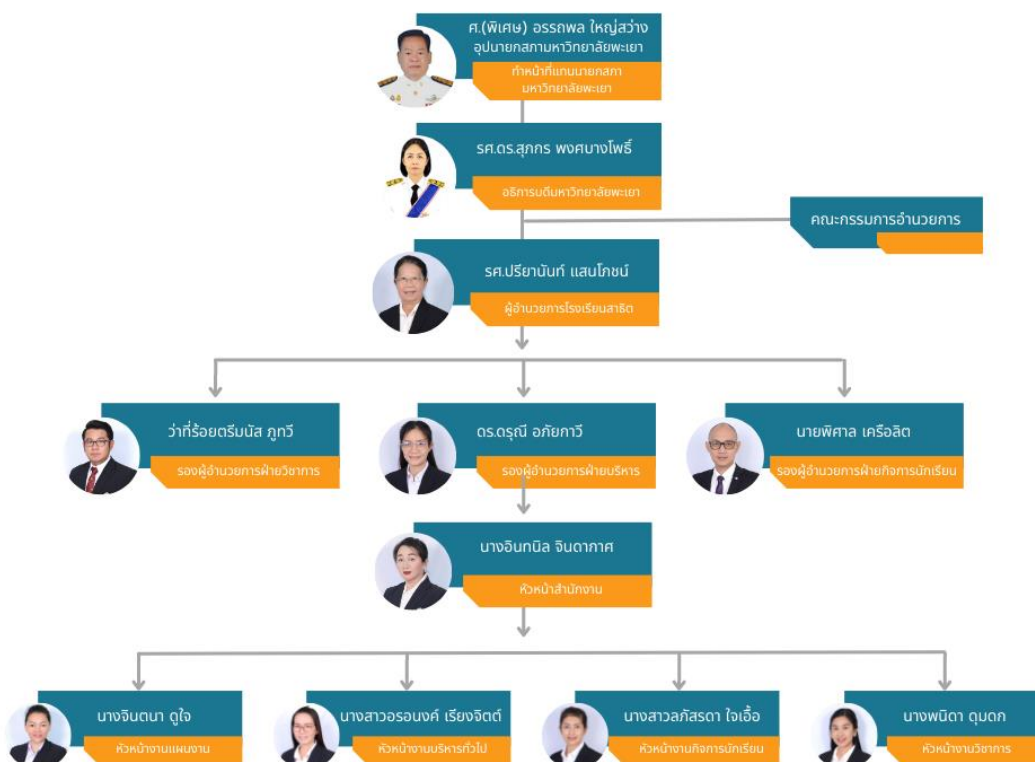 ศ.(พิเศษ) อรรถพล ใหญ่สว่าง
อุปนายกสภามหาวิทยาลัยพะเยา
ทำหน้าที่แทนนายกสภา
มหาวิทยาลัยพะเยา
รศ.ดร.สุภกร พงศบางโพธิ์
อธิการบดีมหาวิทยาลัยพะเยา
คณะกรรมการอำนวยการ
รศ.ปรียานันท์ แสนโภชน์
ผู้อำนวยการโรงเรียนสาธิต
ว่าที่ร้อยตรีมนัส ภูทวี
รองผู้อำนวยการฝ่ายวิชาการ
ดร.ดรุณี อภัยกาวี
รองผู้อำนวยการฝ่ายบริหาร
นายพิศาล เครือลิต
รองผู้อำนวยการฝ่ายกิจการนักเรียน
นางอินทนิล จินดากาศ
หัวหน้าสำนักงาน
นางจินตนา ดูใจ
หัวหน้างานแผนงาน
นางสาวอรอนงค์ เรียงจิตต์
หัวหน้างานบริหารทั่วไป
นางสาวลภัสรดา ใจเอื้อ
หัวหน้างานกิจการนักเรียน
นางพนิดา ดุมดก
หัวหน้างานวิชาการ